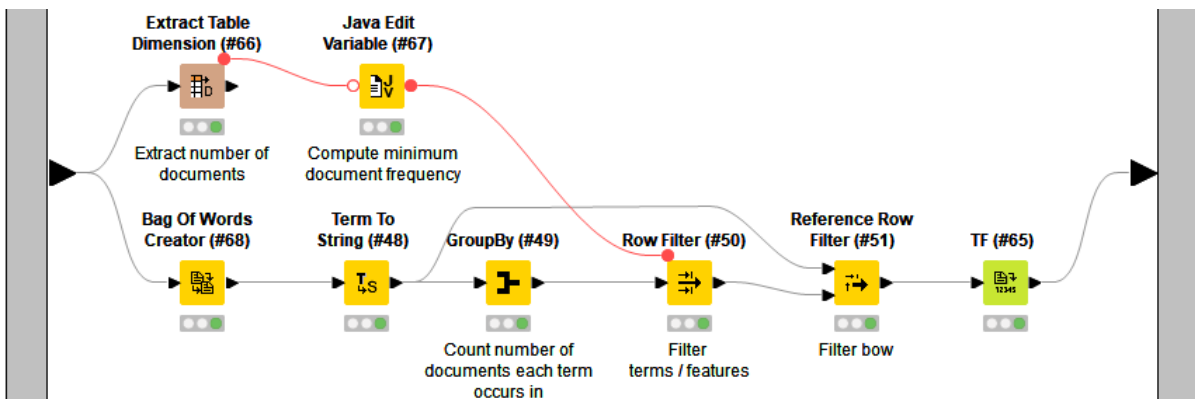 Extract Table
Dimension (#66)
Java Edit
Variable (#67)
D
J
V
Extract number of
documents
Compute minimum
document frequency
Bag Of Words
Creator (#68)
Term To
String (#48)
GroupBy (#49)
Row Filter (#50)
Reference Row
Filter (#51)
TF (#65)
T
S
12345
Count number of
documents each term
occurs in
Filter
terms / features
Filter bow